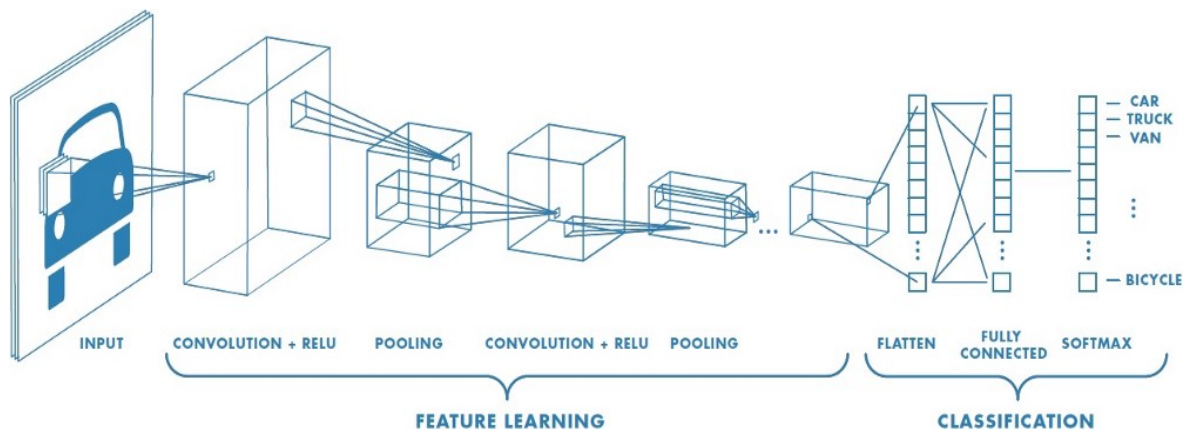 CAR
TRUCK
VAN
BICYCLE
INPUT
CONVOLUTION + RELU
POOLING
CONVOLUTION + RELU
POOLING
FLATTEN
FULLY
CONNECTED
SOFTMAX
FEATURE LEARNING
CLASSIFICATION